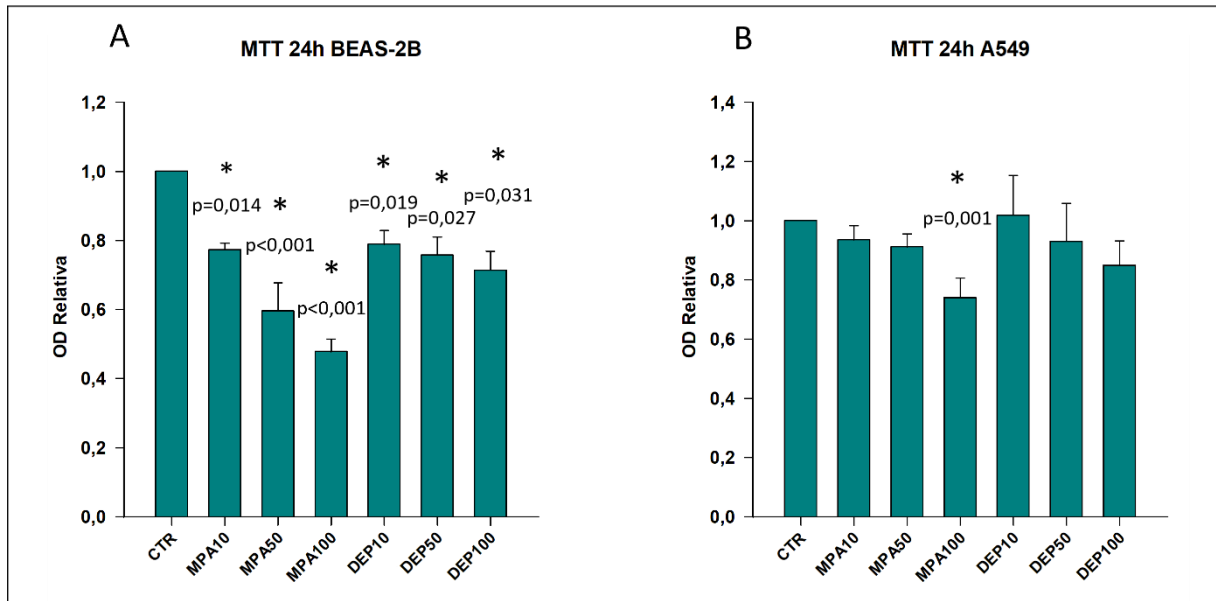 A
MTT 24h BEAS-2B
OD Relativa
1,2
1,0
0,8
0,6
0,4
0,2
0,0
*
p=0,014
*
p<0,001
*
p<0,001
*
p=0,019
*
p=0,027
*
p=0,031
CTR
MPA10
MPA50
MPA100
DEP10
DEP50
DEP100
B
MTT 24h A549
OD Relativa
1,4
1,2
1,0
0,8
0,6
0,4
0,2
0,0
*
p=0,001
CTR
MPA10
MPA50
MPA100
DEP10
DEP50
DEP100